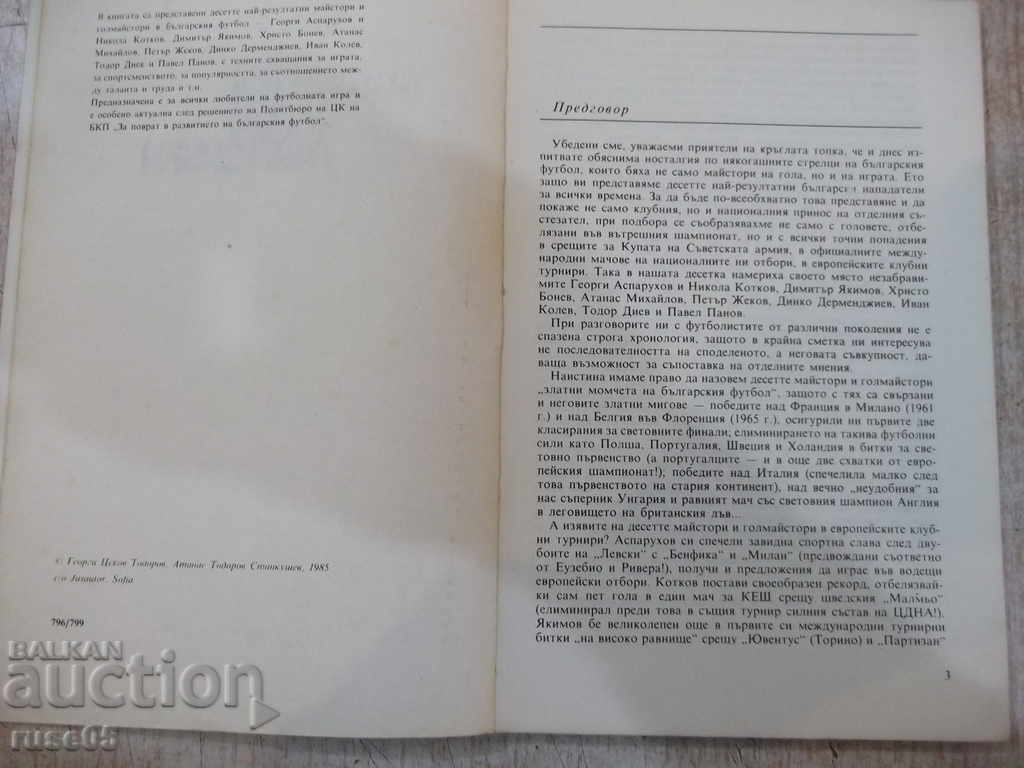 В книгата са представени десетте най-резултатни майстори и
голмайстори в българския футбол — Георги Аспарухов и
Никола Котков, Димитър Якимов, Христо Бонев, Атанас
Михайлов, Петър Жеков, Динко Дерменджиев, Иван Колев,
Тодор Диев и Павел Панов, с техните схващания за играта,
за спортсменството, за популярността, за съотношението меж-
ду таланта и труда и т.н.
Предназначена е за всички любители на футболната игра и
е особено актуална след решението на Политбюро на ЦК на
БКП „За поврат в развитието на българския футбол“.
© Георги Цеков Тодоров, Атанас Тодоров Станкушев, 1985
c/o Jusautor, Sofia
796/799
Предговор
Убедени сме, уважаеми приятели на кръглата топка, че и днес из-
питвате обяснима носталгия по някогашните стрелци на българския
футбол, които бяха не само майстори на гола, но и на играта. Ето
защо ви представяме десетте най-резултатни български нападатели
за всички времена. За да бъде по-всеобхватно това представяне и да
покаже не само клубния, но и националния принос на отделния съ-
стезател, при подбора се съобразявахме не само с головете, отбе-
лязани във вътрешния шампионат, но и с всички точни попадения
в срещите за Купата на Съветската армия, в официалните между-
народни мачове на националните ни отбори, в европейските клубни
турнири. Така в нашата десетка намериха своето място незабрави-
мите Георги Аспарухов и Никола Котков, Димитър Якимов, Христо
Бонев, Атанас Михайлов, Петър Жеков, Динко Дерменджиев, Иван
Колев, Тодор Диев и Павел Панов.
При разговорите ни с футболистите от различни поколения не е
спазена строга хронология, защото в крайна сметка ни интересува
не последователността на споделеното, а неговата съвкупност, да-
ваща възможност за съпоставка на отделните мнения.
Наистина имаме право да назовем десетте майстори и голмайстори
„златни момчета на българския футбол“, защото с тях са свързани
и неговите златни мигове — победите над Франция в Милано (1961
г.) и над Белгия във Флоренция (1965 г.), осигурили ни първите две
класирания за световните финали; елиминирането на такива футболни
сили като Полша, Португалия, Швеция и Холандия в битки за све-
товно първенство (а португалците — и в още две схватки от евро-
пейския шампионат!); победите над Италия (спечелила малко след
това първенството на стария континент), над вечно „неудобния“ за
нас съперник Унгария и равният мач със световния шампион Англия
в леговището на британския лъв...
А изявите на десетте майстори и голмайстори в европейските клуб-
ни турнири? Аспарухов си спечели завидна спортна слава след дву-
боите на „Левски“ с „Бенфика“ и „Милан“ (предвождани съответно
от Еузебио и Ривера!), получи и предложения да играе във водещи
европейски отбори. Котков постави своеобразен рекорд, отбелязвай-
ки сам пет гола в един мач за КЕШ срещу шведския „Малмьо“
(елиминирал преди това в същия турнир силния състав на ЦДНА!).
Якимов бе великолепен още в първите си международни турнирни
битки „на високо равнище“ срещу „Ювентус“ (Торино) и „Партизан“
3
BALKAN
auction
ruse05